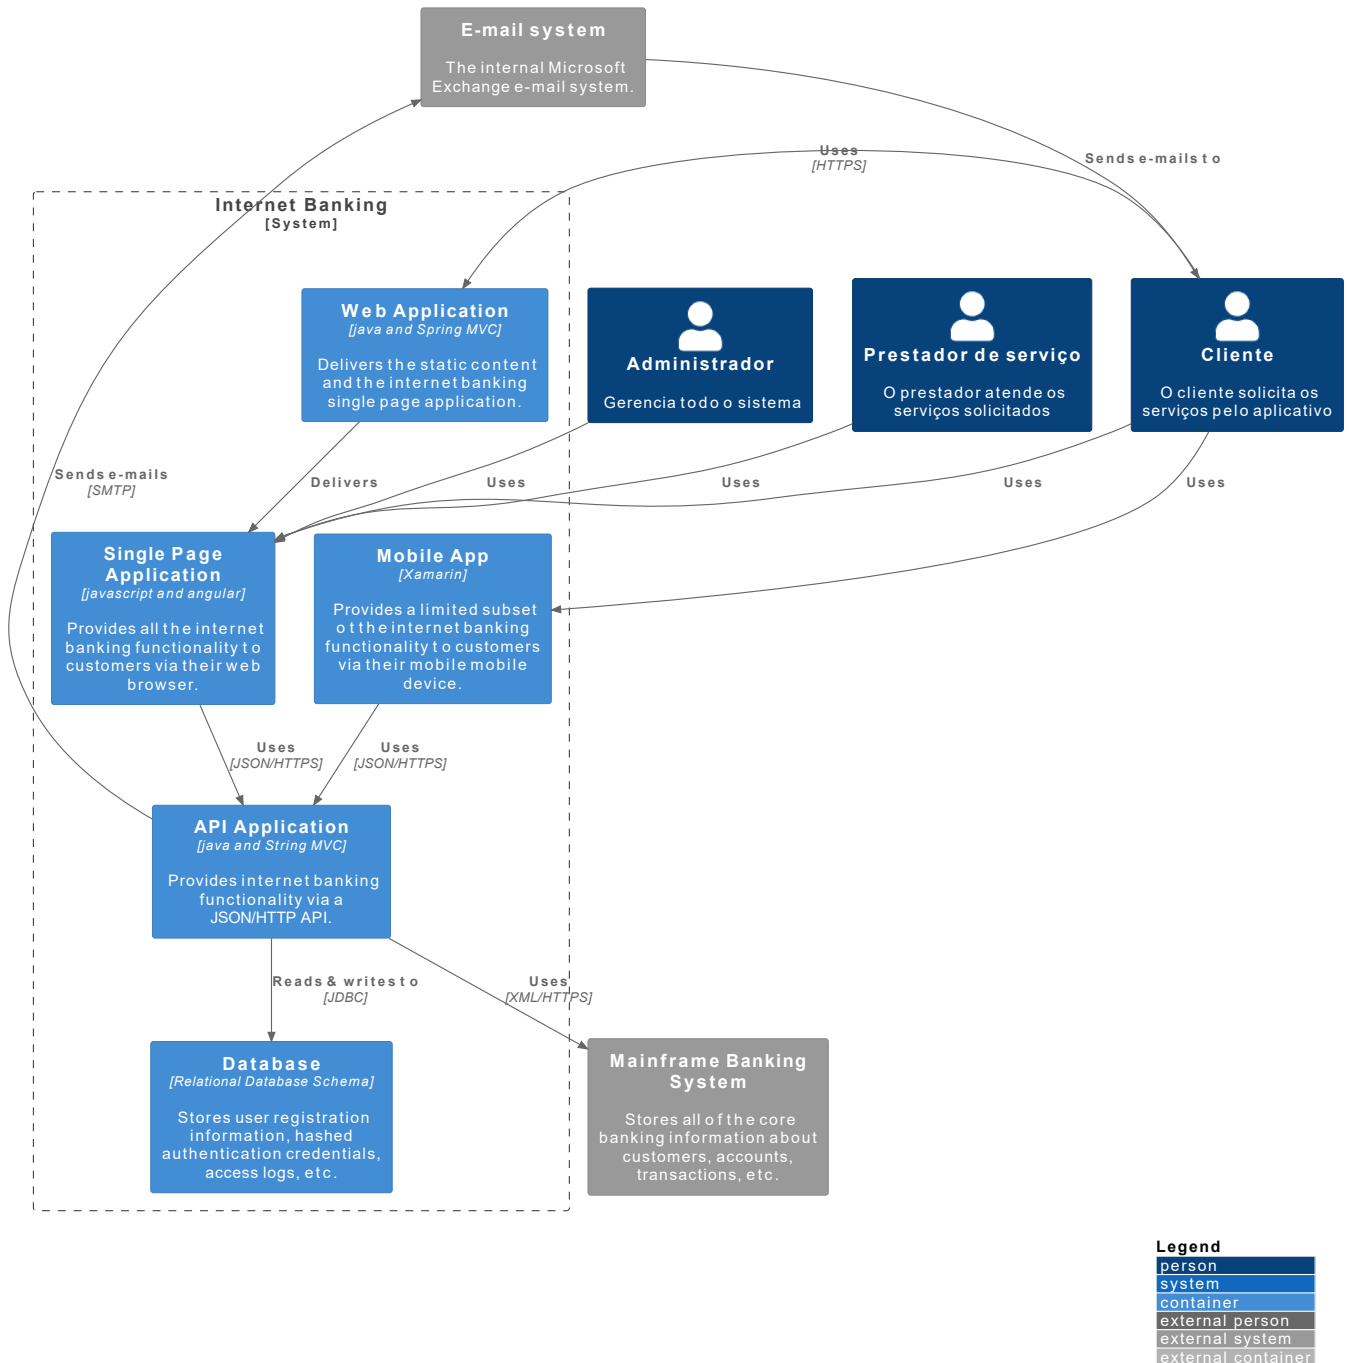 E-mail system
The internal Microsoft
Exchange e-mail system.
Uses
[HTTPS]
Sends e-mails to
Internet Banking
[System]
Web Application
[java and Spring MVC]
Delivers the static content
and the internet banking
single page application.
Administrador
Gerencia todo o sistema
Prestador de serviço
O prestador atende os
serviços solicitados
Cliente
O cliente solicita os
serviços pelo aplicativo
Sends e-mails
[SMTP]
Delivers
Uses
Uses
Uses
Uses
Single Page
Application
[javascript and angular]
Provides all the internet
banking functionality to
customers via their web
browser.
Mobile App
[Xamarin]
Provides a limited subset
ot the internet banking
functionality to customers
via their mobile mobile
device.
Uses
[JSON/HTTPS]
Uses
[JSON/HTTPS]
API Application
[java and String MVC]
Provides internet banking
functionality via a
JSON/HTTP API.
Reads & writes to
[JDBC]
Uses
[XML/HTTPS]
Database
[Relational Database Schema]
Stores user registration
information, hashed
authentication credentials,
access logs, etc.
Mainframe Banking
System
Stores all of the core
banking information about
customers, accounts,
transactions, etc.
Legend
person
system
container
external person
external system
external container